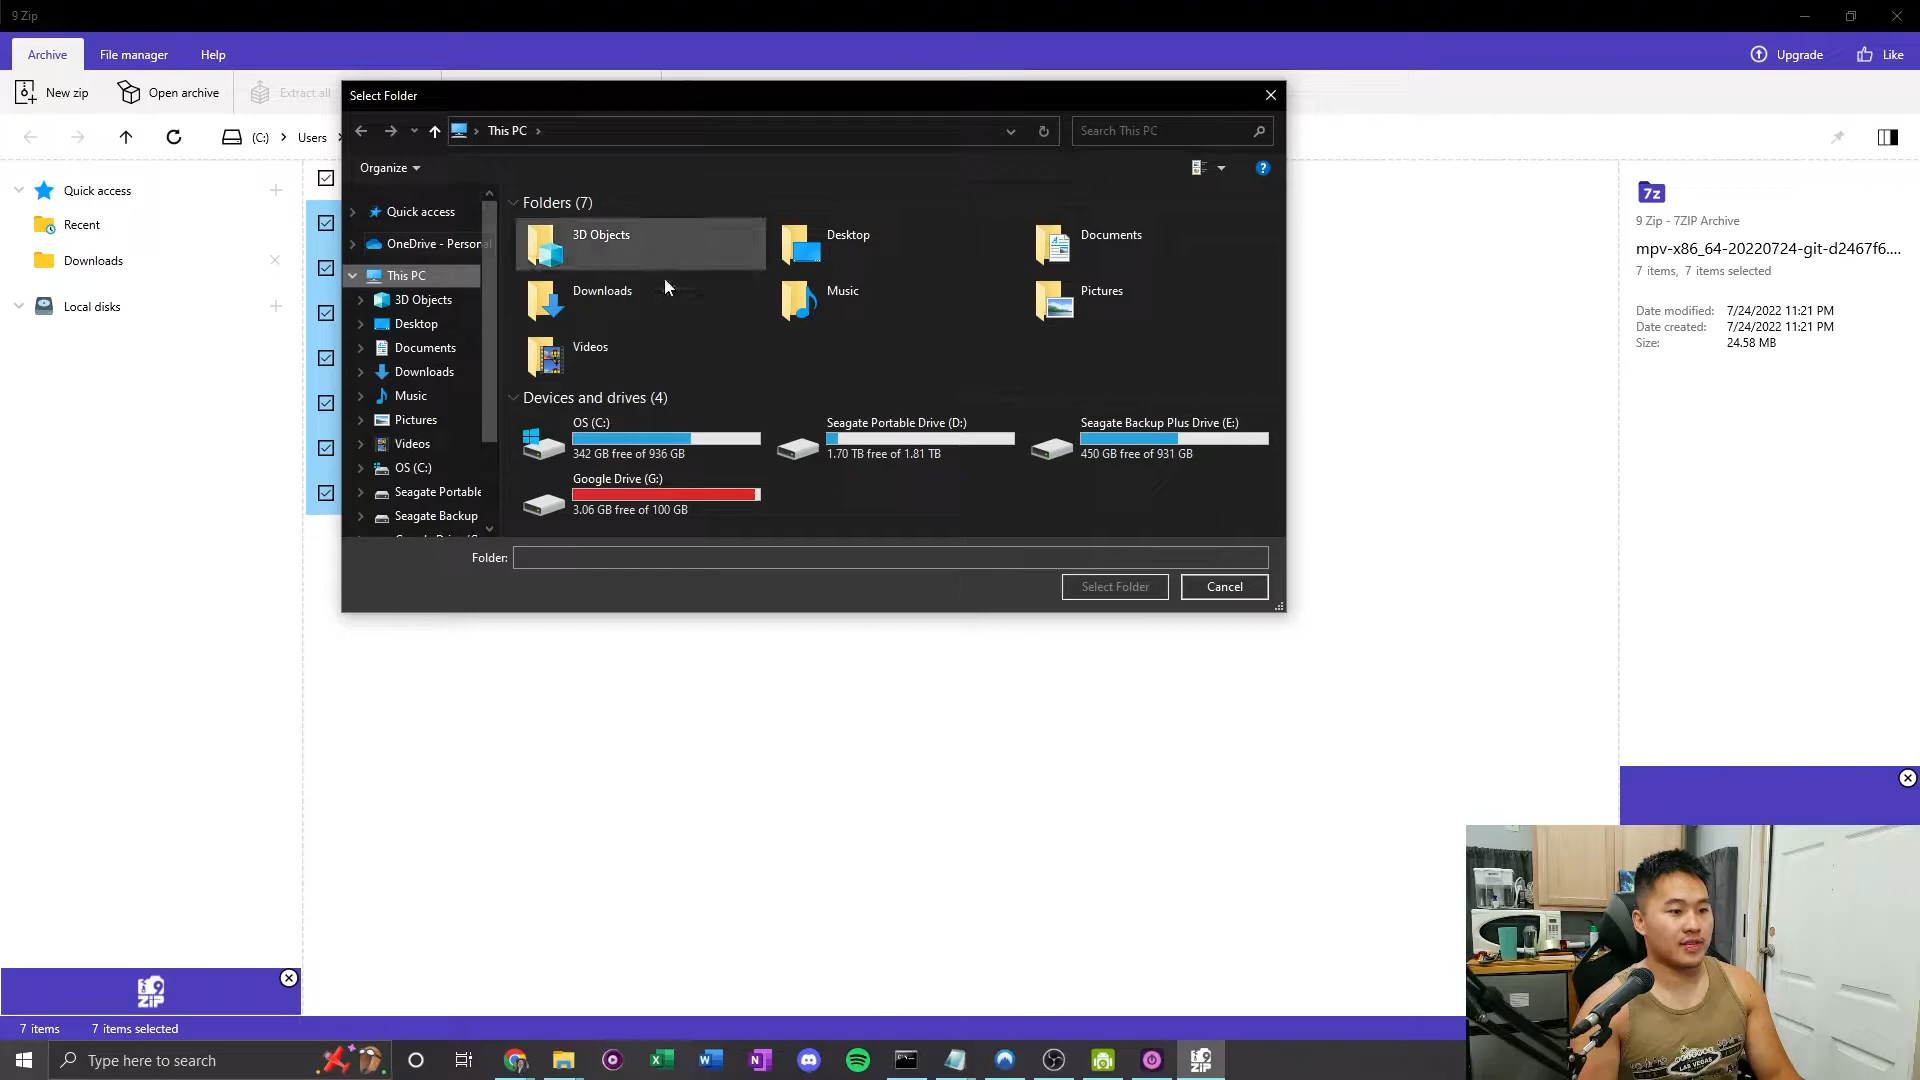 9 Zip
Archive
File manager
Help
Upgrade
Like
New zip
Open archive
Extract all
(C:)
Users
Quick access
Recent
Downloads
Local disks
Select Folder
This PC
Search This PC
Organize
?
Quick access
OneDrive - Persona
This PC
3D Objects
Desktop
Documents
Downloads
Music
Pictures
Videos
OS (C:)
Seagate Portable
Seagate Backup
Folders (7)
3D Objects
Desktop
Documents
Downloads
Music
Pictures
Videos
Devices and drives (4)
OS (C:)
342 GB free of 936 GB
Seagate Portable Drive (D:)
1.70 TB free of 1.81 TB
Seagate Backup Plus Drive (E:)
450 GB free of 931 GB
Google Drive (G:)
3.06 GB free of 100 GB
Folder:
Select Folder
Cancel
7z
9 Zip - 7ZIP Archive
mpv-x86_64-20220724-git-d2467f6....
7 items, 7 items selected
Date modified: 7/24/2022 11:21 PM
Date created: 7/24/2022 11:21 PM
Size: 24.58 MB
9
ZIP
7 items
7 items selected
Type here to search
9
ZIP